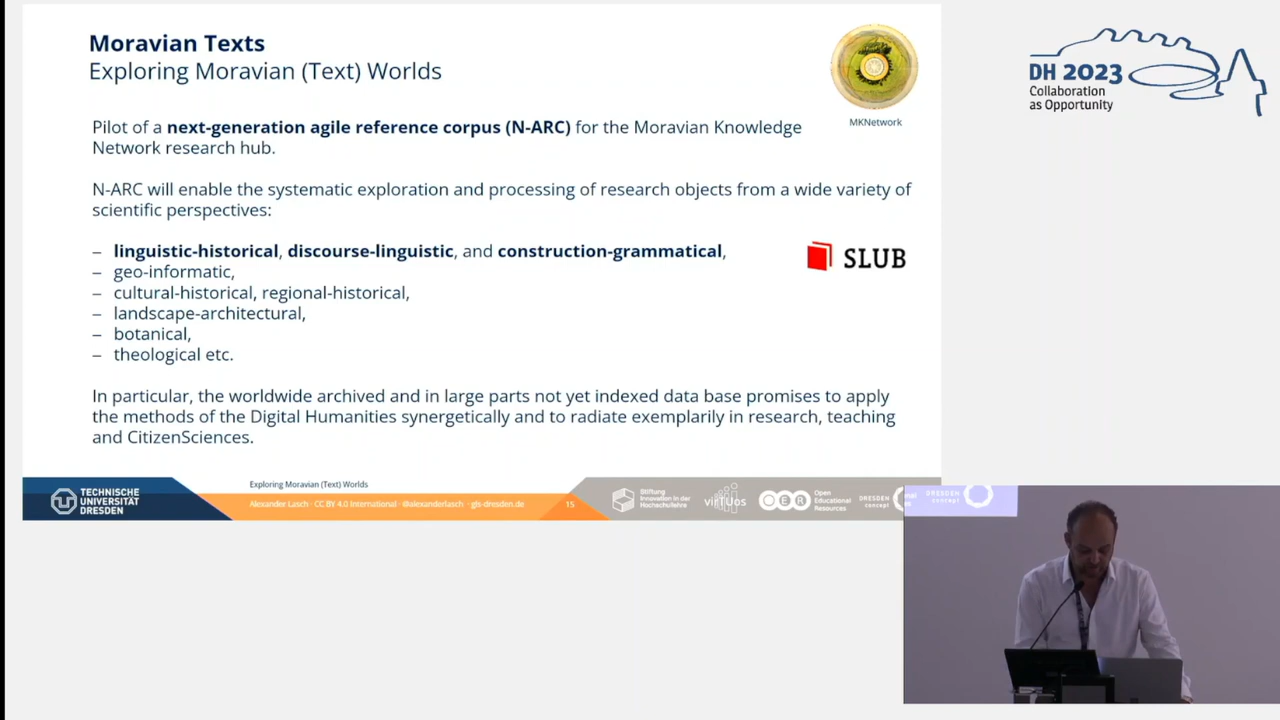 Moravian Texts
Exploring Moravian (Text) Worlds
MKNetwork
DH 2023
Collaboration
as Opportunity
Pilot of a next-generation agile reference corpus (N-ARC) for the Moravian Knowledge
Network research hub.
N-ARC will enable the systematic exploration and processing of research objects from a wide variety of
scientific perspectives:
– linguistic-historical, discourse-linguistic, and construction-grammatical,
– geo-informatic,
– cultural-historical, regional-historical,
– landscape-architectural,
– botanical,
– theological etc.
SLUB
In particular, the worldwide archived and in large parts not yet indexed data base promises to apply
the methods of the Digital Humanities synergetically and to radiate exemplarily in research, teaching
and CitizenSciences.
TECHNISCHE
UNIVERSITÄT
DRESDEN
Exploring Moravian (Text) Worlds
Alexander Lasch · CC BY 4.0 International · @alexanderlasch · gls-dresden.de
15
Stiftung
Innovation in der
Hochschullehre
virTUos
OER
Open
Educational
Resources
DRESDEN
concept
DRESDEN
concept